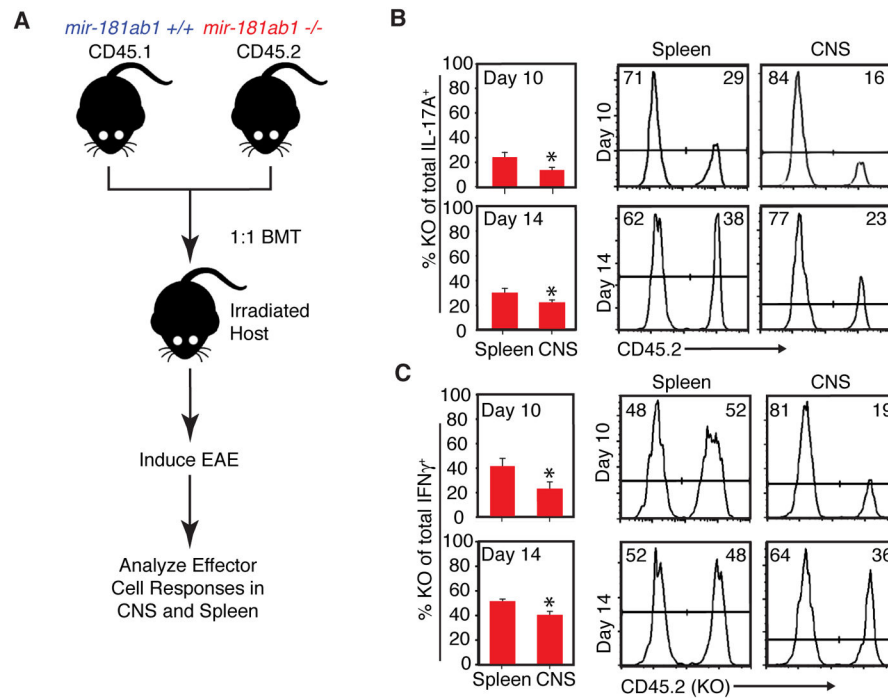 A
mir-181ab1 +/+ mir-181ab1 -/-
CD45.1 CD45.2
1:1 BMT
Irradiated
Host
Induce EAE
Analyze Effector
Cell Responses in
CNS and Spleen
B
Spleen CNS
% KO of total IL-17A+
100
80
60
40
20
0
Day 10
*
Day 10
71 29
84 16
100
80
60
40
20
0
Day 14
*
Spleen CNS
Day 14
62 38
77 23
CD45.2
C
Spleen CNS
% KO of total IFNγ+
100
80
60
40
20
0
Day 10
*
Day 10
48 52
81 19
100
80
60
40
20
0
Day 14
*
Spleen CNS
Day 14
52 48
64 36
CD45.2 (KO)